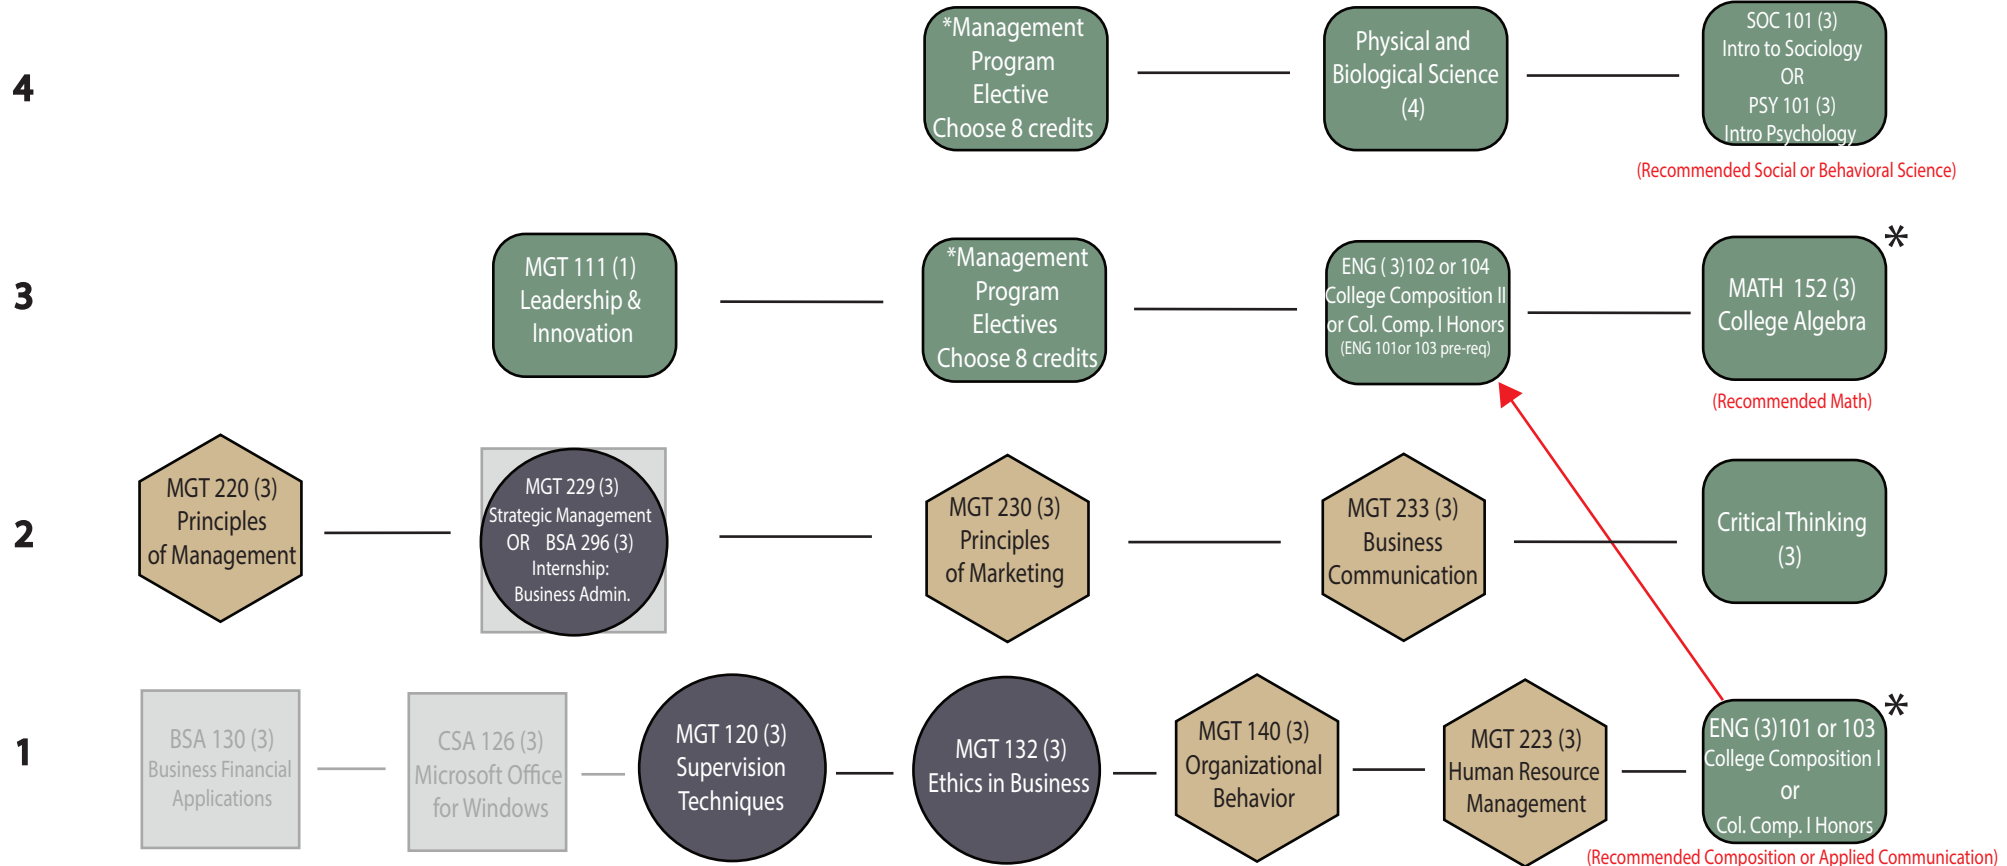 4
*Management
Program
Elective
Choose 8 credits
Physical and
Biological Science
(4)
SOC 101 (3)
Intro to Sociology
OR
PSY 101 (3)
Intro Psychology
(Recommended Social or Behavioral Science)
3
MGT 111 (1)
Leadership &
Innovation
*Management
Program
Electives
Choose 8 credits
ENG ( 3)102 or 104
College Composition II
or Col. Comp. I Honors
(ENG 101or 103 pre-req)
MATH 152 (3)
College Algebra
*
(Recommended Math)
2
MGT 220 (3)
Principles
of Management
MGT 229 (3)
Strategic Management
OR BSA 296 (3)
Internship:
Business Admin.
MGT 230 (3)
Principles
of Marketing
MGT 233 (3)
Business
Communication
Critical Thinking
(3)
1
BSA 130 (3)
Business Financial
Applications
CSA 126 (3)
Microsoft Office
for Windows
MGT 120 (3)
Supervision
Techniques
MGT 132 (3)
Ethics in Business
MGT 140 (3)
Organizational
Behavior
MGT 223 (3)
Human Resource
Management
ENG (3)101 or 103
College Composition I
or
Col. Comp. I Honors
*
(Recommended Composition or Applied Communication)